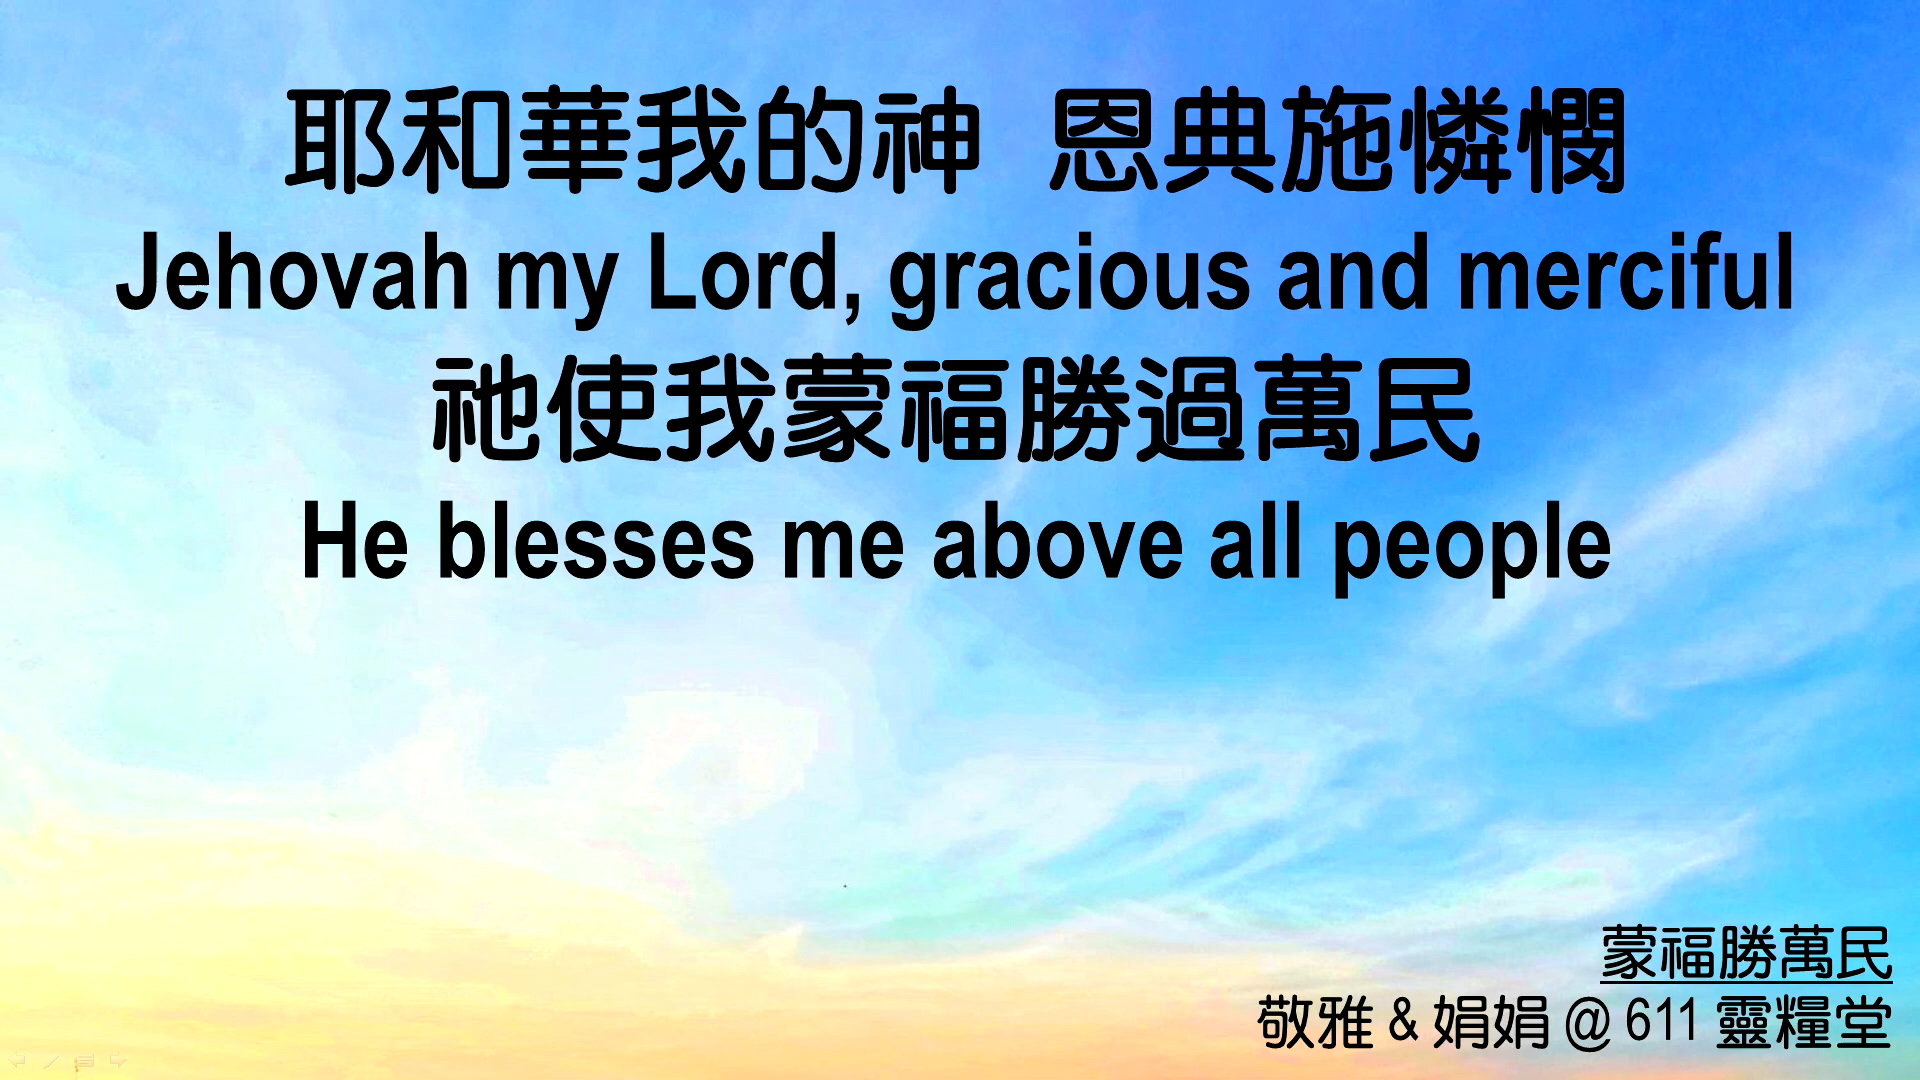 耶和華我的神 恩典施憐憫
Jehovah my Lord, gracious and merciful
祂使我蒙福勝過萬民
He blesses me above all people
蒙福勝萬民
敬雅 & 娟娟 @ 611 靈糧堂